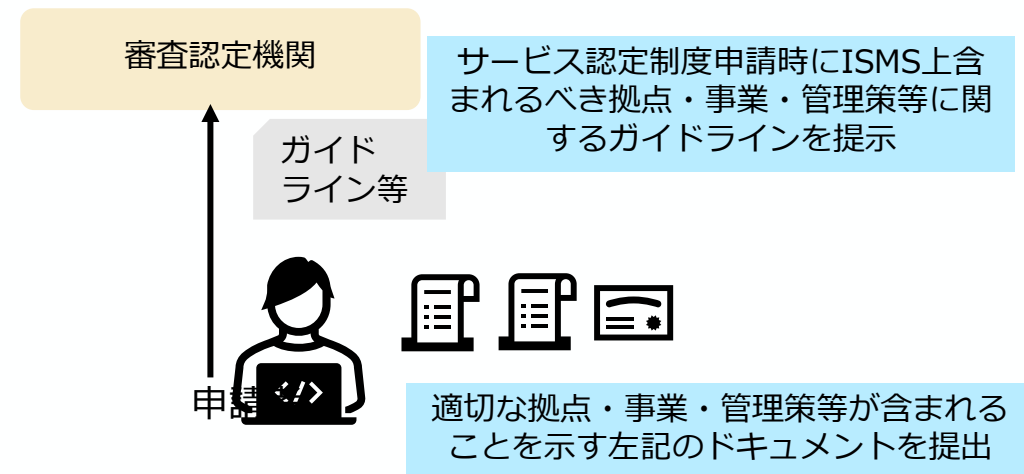 審査認定機関
サービス認定制度申請時にISMS上含
まれるべき拠点・事業・管理策等に関
するガイドラインを提示
ガイド
ライン等
申請
適切な拠点・事業・管理策等が含まれる
ことを示す左記のドキュメントを提出